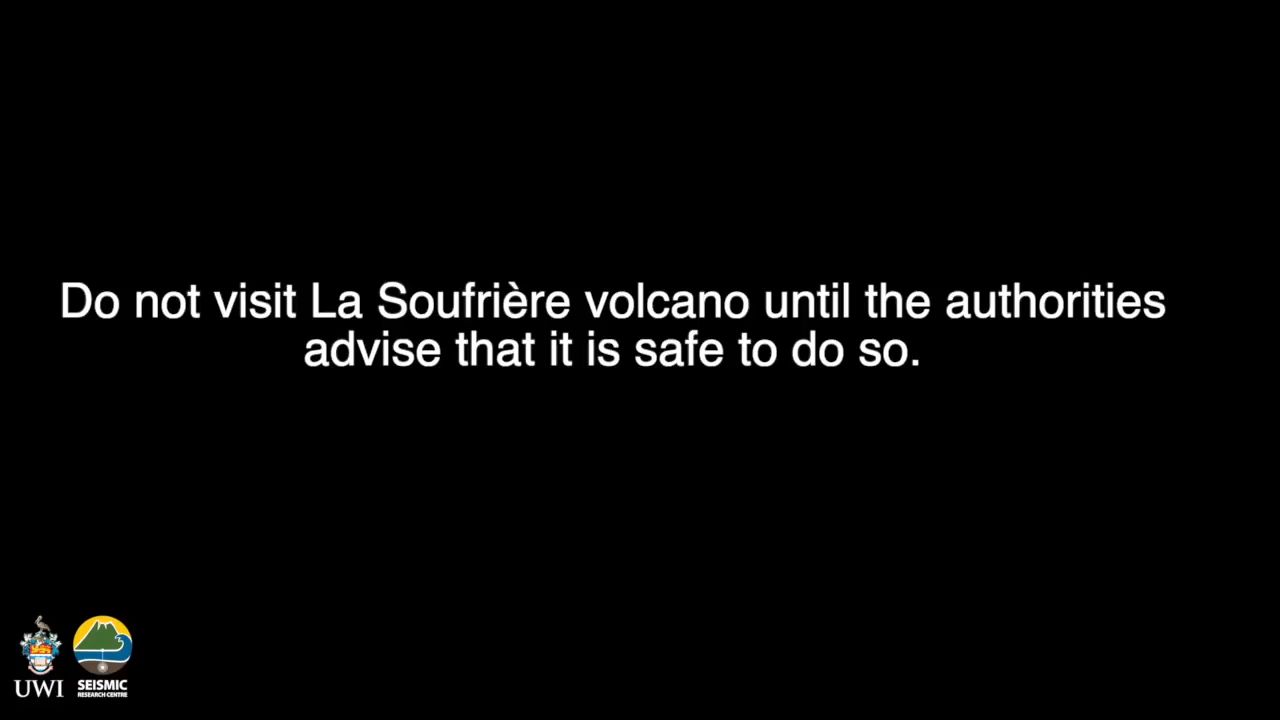 Do not visit La Soufrière volcano until the authorities
advise that it is safe to do so.
UWI
SEISMIC
RESEARCH CENTRE